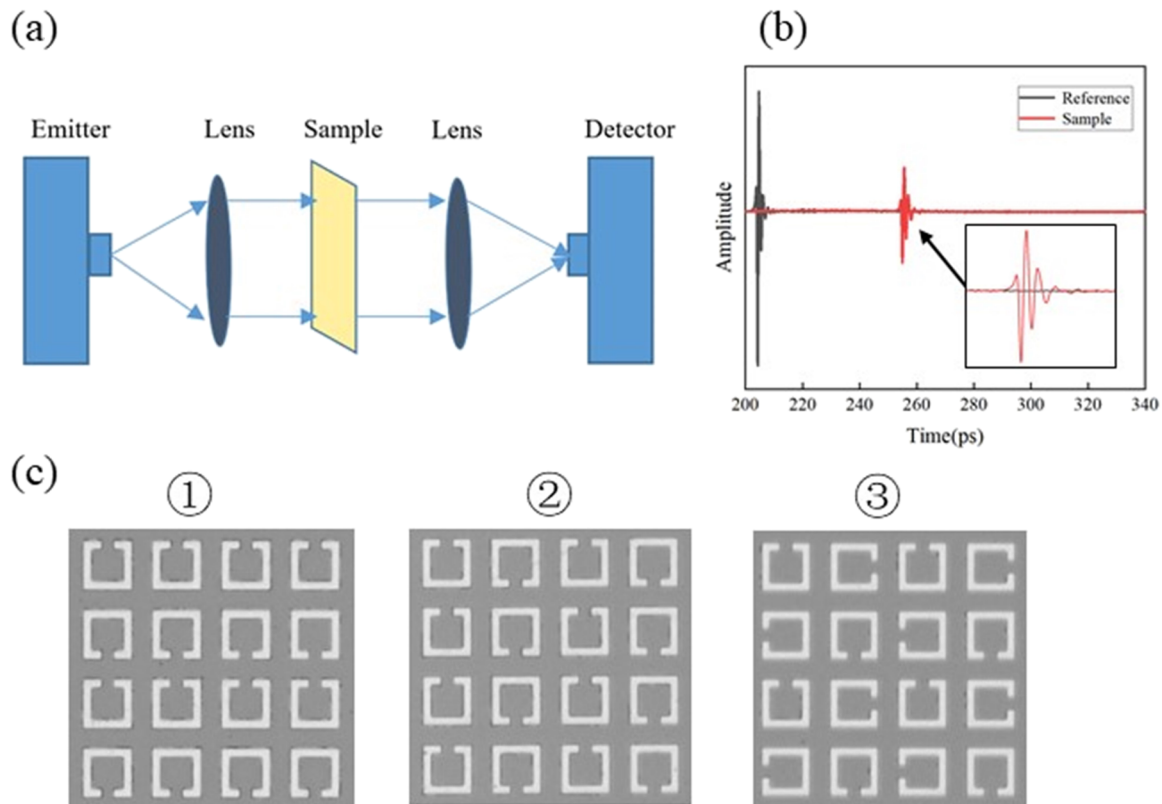 (a)
Emitter Lens Sample Lens Detector
(b)
Reference
Sample
Amplitude
200 220 240 260 280 300 320 340
Time(ps)
(c)
① ② ③